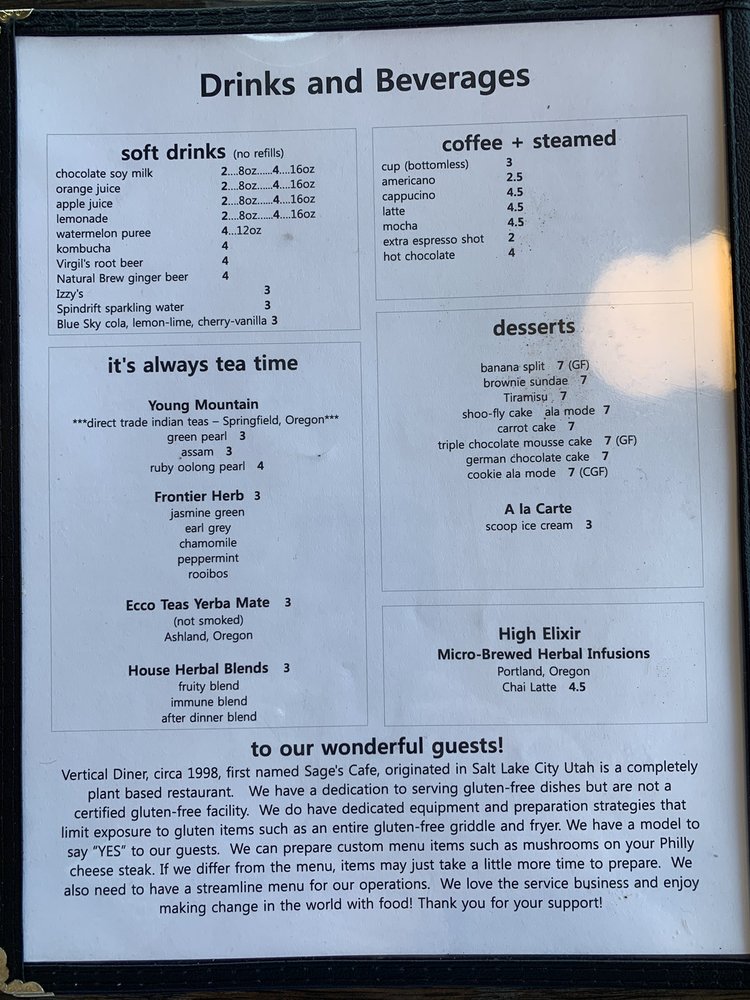 Drinks and Beverages
soft drinks (no refills)
chocolate soy milk 2...8oz......4....16oz
orange juice 2...8oz......4....16oz
apple juice 2...8oz......4....16oz
lemonade 2...8oz......4....16oz
watermelon puree 4...12oz
kombucha 4
Virgil's root beer 4
Natural Brew ginger beer 4
Izzy's 3
Spindrift sparkling water 3
Blue Sky cola, lemon-lime, cherry-vanilla 3
it's always tea time
Young Mountain
***direct trade indian teas – Springfield, Oregon***
green pearl 3
assam 3
ruby oolong pearl 4
Frontier Herb 3
jasmine green
earl grey
chamomile
peppermint
rooibos
Ecco Teas Yerba Mate 3
(not smoked)
Ashland, Oregon
House Herbal Blends 3
fruity blend
immune blend
after dinner blend
coffee + steamed
cup (bottomless) 3
americano 2.5
cappucino 4.5
latte 4.5
mocha 4.5
extra espresso shot 2
hot chocolate 4
desserts
banana split 7 (GF)
brownie sundae 7
Tiramisu 7
shoo-fly cake ala mode 7
carrot cake 7
triple chocolate mousse cake 7 (GF)
german chocolate cake 7
cookie ala mode 7 (CGF)
A la Carte
scoop ice cream 3
High Elixir
Micro-Brewed Herbal Infusions
Portland, Oregon
Chai Latte 4.5
to our wonderful guests!
Vertical Diner, circa 1998, first named Sage's Cafe, originated in Salt Lake City Utah is a completely
plant based restaurant. We have a dedication to serving gluten-free dishes but are not a
certified gluten-free facility. We do have dedicated equipment and preparation strategies that
limit exposure to gluten items such as an entire gluten-free griddle and fryer. We have a model to
say "YES" to our guests. We can prepare custom menu items such as mushrooms on your Philly
cheese steak. If we differ from the menu, items may just take a little more time to prepare. We
also need to have a streamline menu for our operations. We love the service business and enjoy
making change in the world with food! Thank you for your support!